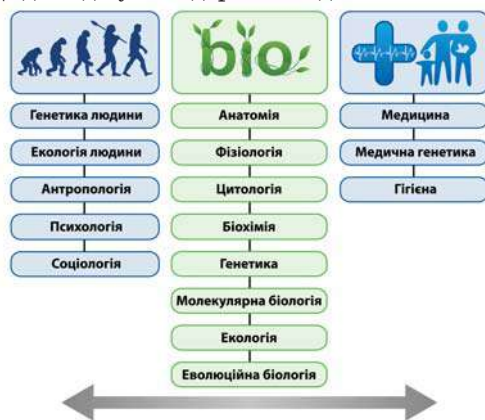 bio
Генетика людини
Екологія людини
Антропологія
Психологія
Соціологія
Анатомія
Фізіологія
Цитологія
Біохімія
Генетика
Молекулярна біологія
Екологія
Еволюційна біологія
Медицина
Медична генетика
Гігієна